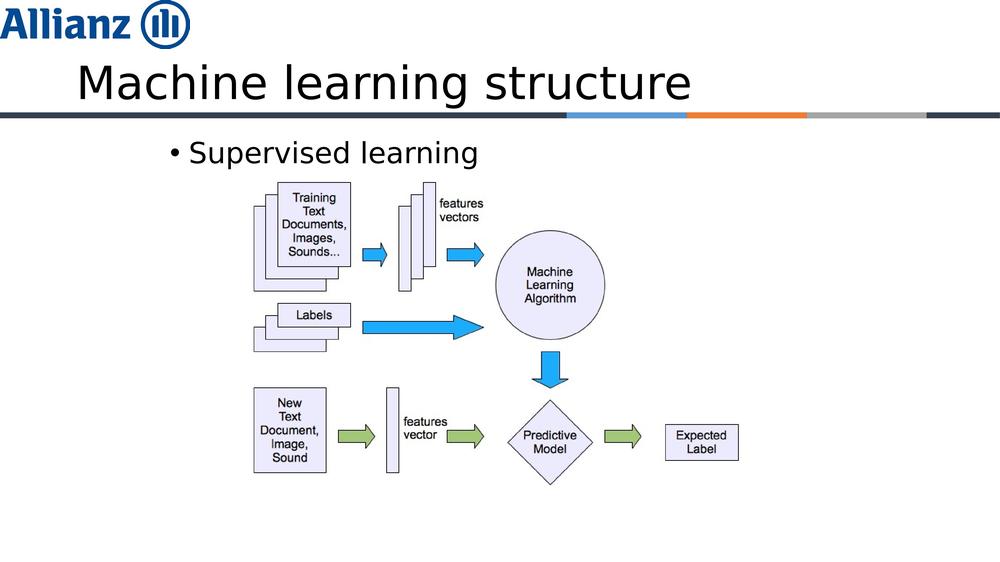 Allianz
Machine learning structure
• Supervised learning
Training
Text
Documents,
Images,
Sounds...
features
vectors
Machine
Learning
Algorithm
Labels
New
Text
Document,
Image,
Sound
features
vector
Predictive
Model
Expected
Label